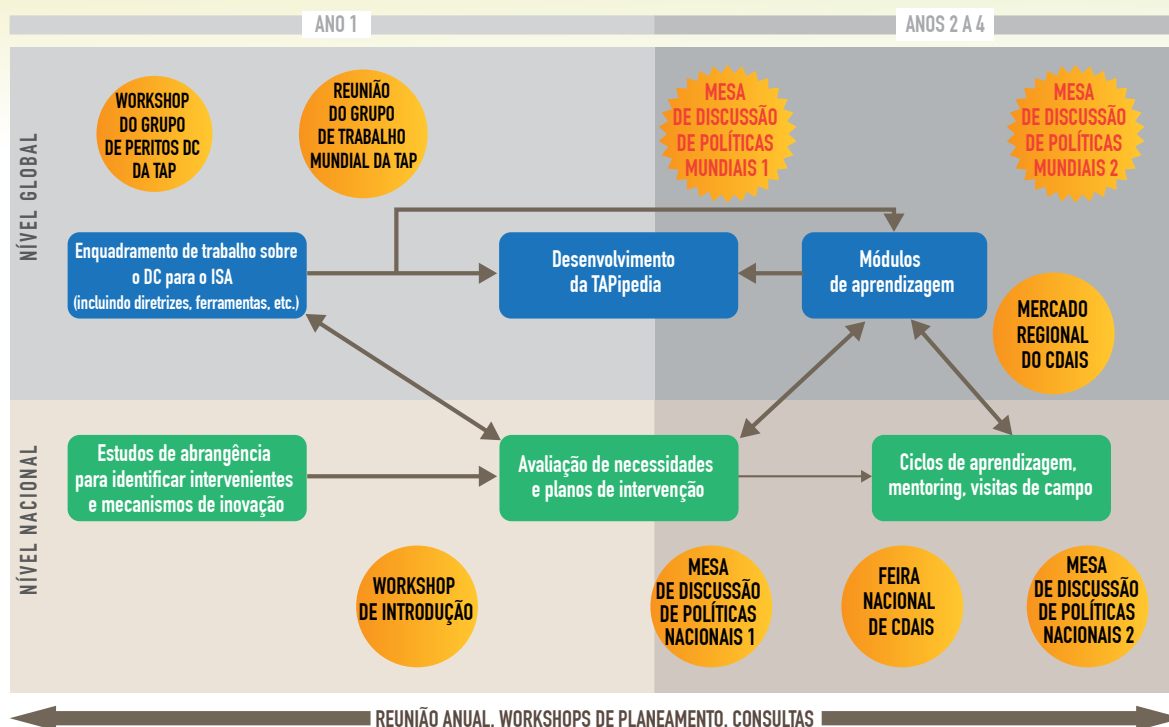 ANO 1
ANOS 2 A 4
NÍVEL GLOBAL
WORKSHOP
DO GRUPO
DE PERITOS DC
DA TAP
REUNIÃO
DO GRUPO
DE TRABALHO
MUNDIAL DA TAP
MESA
DE DISCUSSÃO
DE POLÍTICAS
MUNDIAIS 1
MESA
DE DISCUSSÃO
DE POLÍTICAS
MUNDIAIS 2
Enquadramento de trabalho sobre
o DC para o ISA
(incluindo diretrizes, ferramentas, etc.)
Desenvolvimento
da TAPipedia
Módulos
de aprendizagem
MERCADO
REGIONAL
DO CDAIS
NÍVEL NACIONAL
Estudos de abrangência
para identificar intervenientes
e mecanismos de inovação
Avaliação de necessidades
e planos de intervenção
Ciclos de aprendizagem,
mentoring, visitas de campo
WORKSHOP
DE INTRODUÇÃO
MESA
DE DISCUSSÃO
DE POLÍTICAS
NACIONAIS 1
FEIRA
NACIONAL
DE CDAIS
MESA
DE DISCUSSÃO
DE POLÍTICAS
NACIONAIS 2
REUNIÃO ANUAL, WORKSHOPS DE PLANEAMENTO, CONSULTAS